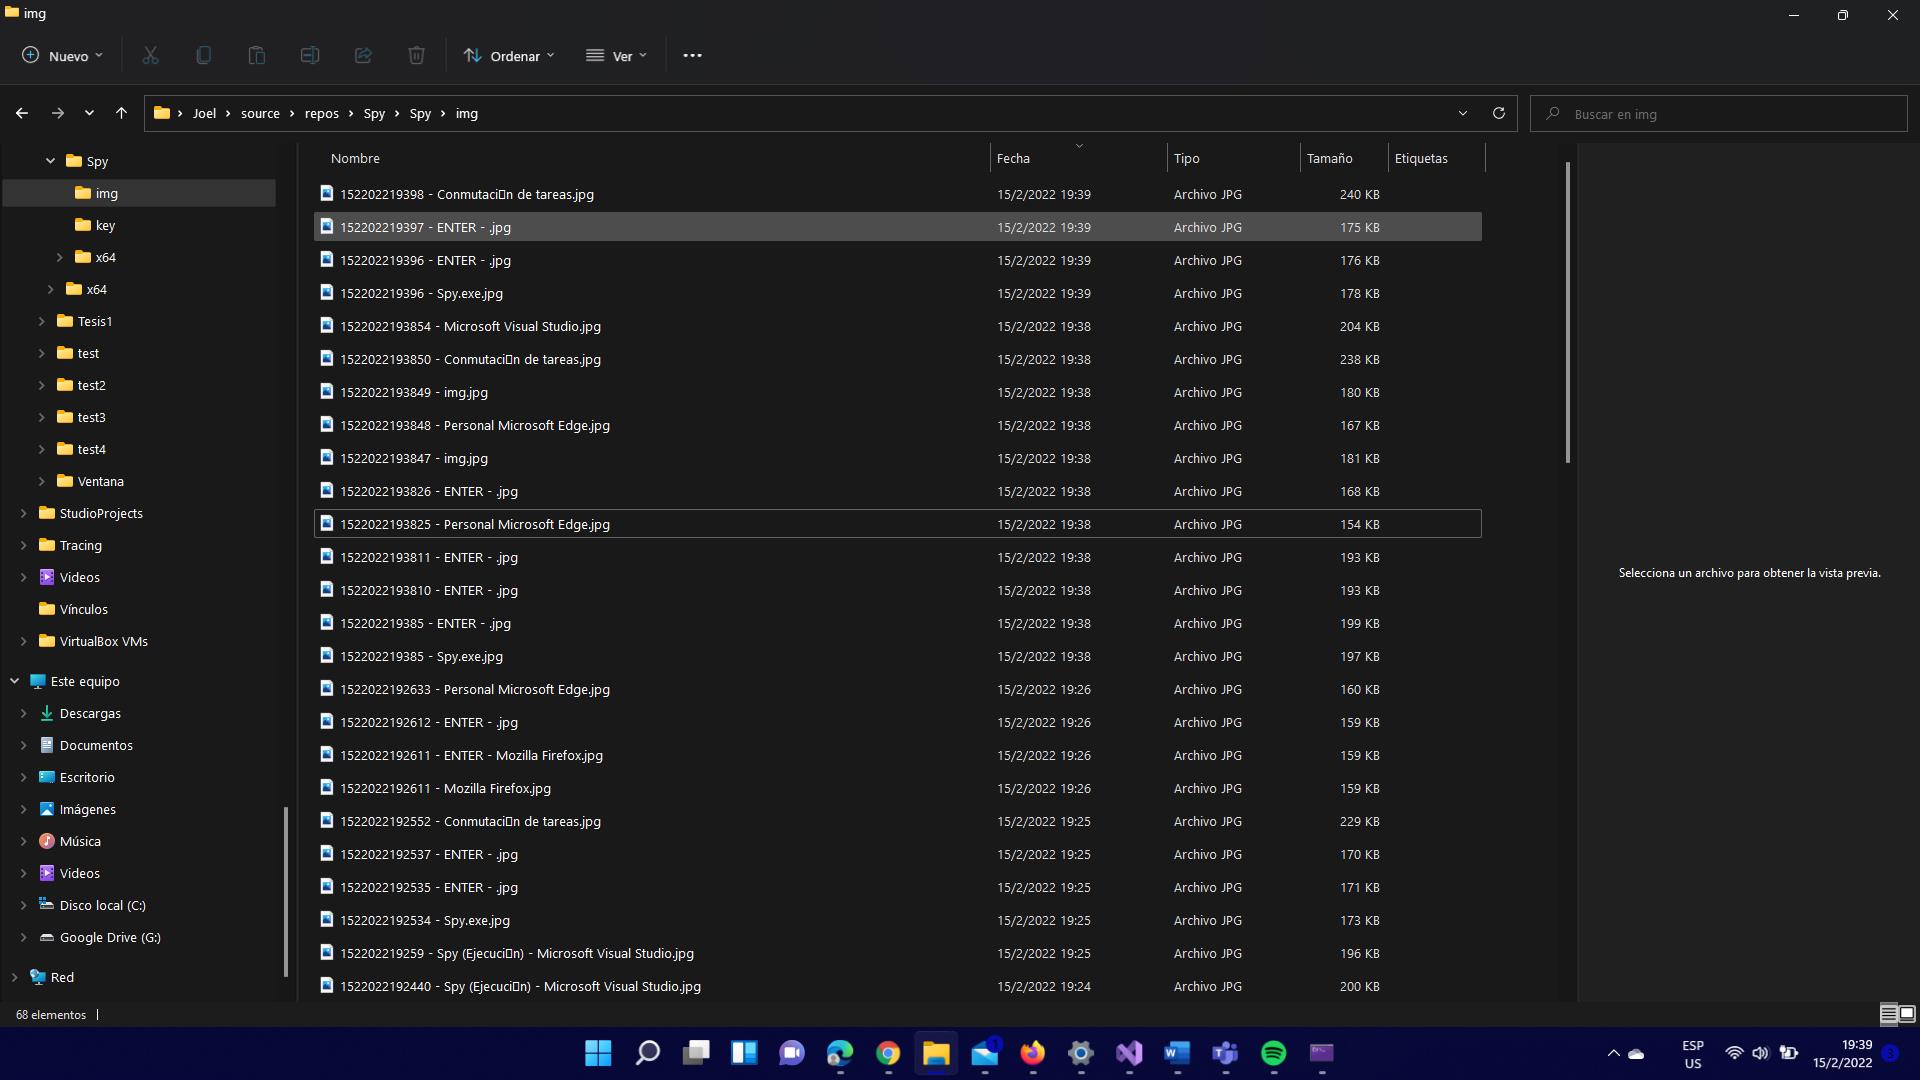 img
Nuevo
Ordenar
Ver
Joel › source › repos › Spy › Spy › img
Buscar en img
Spy
img
key
x64
x64
Tesis1
test
test2
test3
test4
Ventana
StudioProjects
Tracing
Videos
Vínculos
VirtualBox VMs
Este equipo
Descargas
Documentos
Escritorio
Imágenes
Música
Videos
Disco local (C:)
Google Drive (G:)
Red
Nombre Fecha Tipo Tamaño Etiquetas
152202219398 - Conmutaci▯n de tareas.jpg 15/2/2022 19:39 Archivo JPG 240 KB
152202219397 - ENTER - .jpg 15/2/2022 19:39 Archivo JPG 175 KB
152202219396 - ENTER - .jpg 15/2/2022 19:39 Archivo JPG 176 KB
152202219396 - Spy.exe.jpg 15/2/2022 19:39 Archivo JPG 178 KB
1522022193854 - Microsoft Visual Studio.jpg 15/2/2022 19:38 Archivo JPG 204 KB
1522022193850 - Conmutaci▯n de tareas.jpg 15/2/2022 19:38 Archivo JPG 238 KB
1522022193849 - img.jpg 15/2/2022 19:38 Archivo JPG 180 KB
1522022193848 - Personal Microsoft Edge.jpg 15/2/2022 19:38 Archivo JPG 167 KB
1522022193847 - img.jpg 15/2/2022 19:38 Archivo JPG 181 KB
1522022193826 - ENTER - .jpg 15/2/2022 19:38 Archivo JPG 168 KB
1522022193825 - Personal Microsoft Edge.jpg 15/2/2022 19:38 Archivo JPG 154 KB
1522022193811 - ENTER - .jpg 15/2/2022 19:38 Archivo JPG 193 KB
1522022193810 - ENTER - .jpg 15/2/2022 19:38 Archivo JPG 193 KB
152202219385 - ENTER - .jpg 15/2/2022 19:38 Archivo JPG 199 KB
152202219385 - Spy.exe.jpg 15/2/2022 19:38 Archivo JPG 197 KB
1522022192633 - Personal Microsoft Edge.jpg 15/2/2022 19:26 Archivo JPG 160 KB
1522022192612 - ENTER - .jpg 15/2/2022 19:26 Archivo JPG 159 KB
1522022192611 - ENTER - Mozilla Firefox.jpg 15/2/2022 19:26 Archivo JPG 159 KB
1522022192611 - Mozilla Firefox.jpg 15/2/2022 19:26 Archivo JPG 159 KB
1522022192552 - Conmutaci▯n de tareas.jpg 15/2/2022 19:25 Archivo JPG 229 KB
1522022192537 - ENTER - .jpg 15/2/2022 19:25 Archivo JPG 170 KB
1522022192535 - ENTER - .jpg 15/2/2022 19:25 Archivo JPG 171 KB
1522022192534 - Spy.exe.jpg 15/2/2022 19:25 Archivo JPG 173 KB
152202219259 - Spy (Ejecuci▯n) - Microsoft Visual Studio.jpg 15/2/2022 19:25 Archivo JPG 196 KB
1522022192440 - Spy (Ejecuci▯n) - Microsoft Visual Studio.jpg 15/2/2022 19:24 Archivo JPG 200 KB
Selecciona un archivo para obtener la vista previa.
68 elementos
ESP
US
19:39
15/2/2022
3